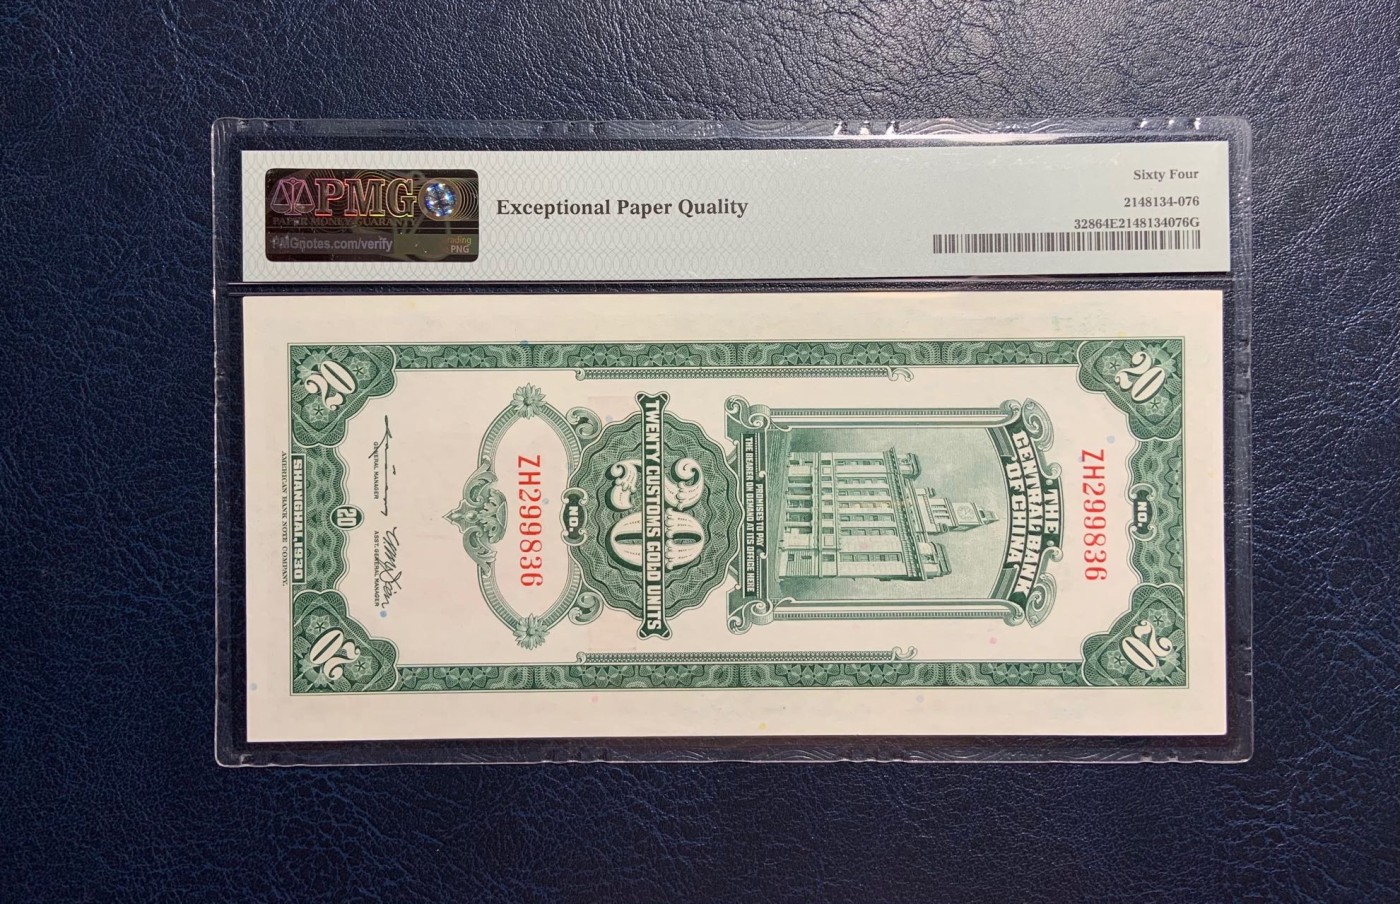 PMG
PAPER MONEY GUARANTY
PMGnotes.com/verify
Grading
PNG
Exceptional Paper Quality
Sixty Four
2148134-076
32864E2148134076G
20
20
NO.
ZH299836
THE
CENTRAL BANK
OF CHINA
PROMISES TO PAY
THE BEARER ON DEMAND AT ITS OFFICE HERE
20
TWENTY CUSTOMS GOLD UNITS
NO.
ZH299836
GENERAL MANAGER
ASST. GENERAL MANAGER
20
20
20
SHANGHAI, 1930
AMERICAN BANK NOTE COMPANY.